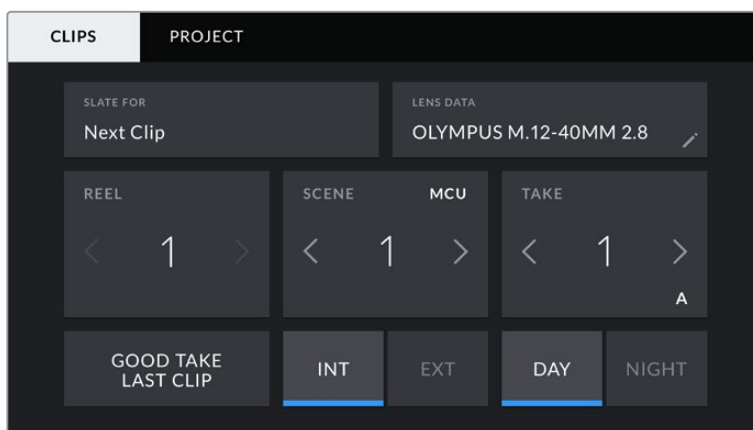 CLIPS
PROJECT
SLATE FOR
Next Clip
LENS DATA
OLYMPUS M.12-40MM 2.8
REEL
1
SCENE
MCU
1
TAKE
1
A
GOOD TAKE
LAST CLIP
INT
EXT
DAY
NIGHT